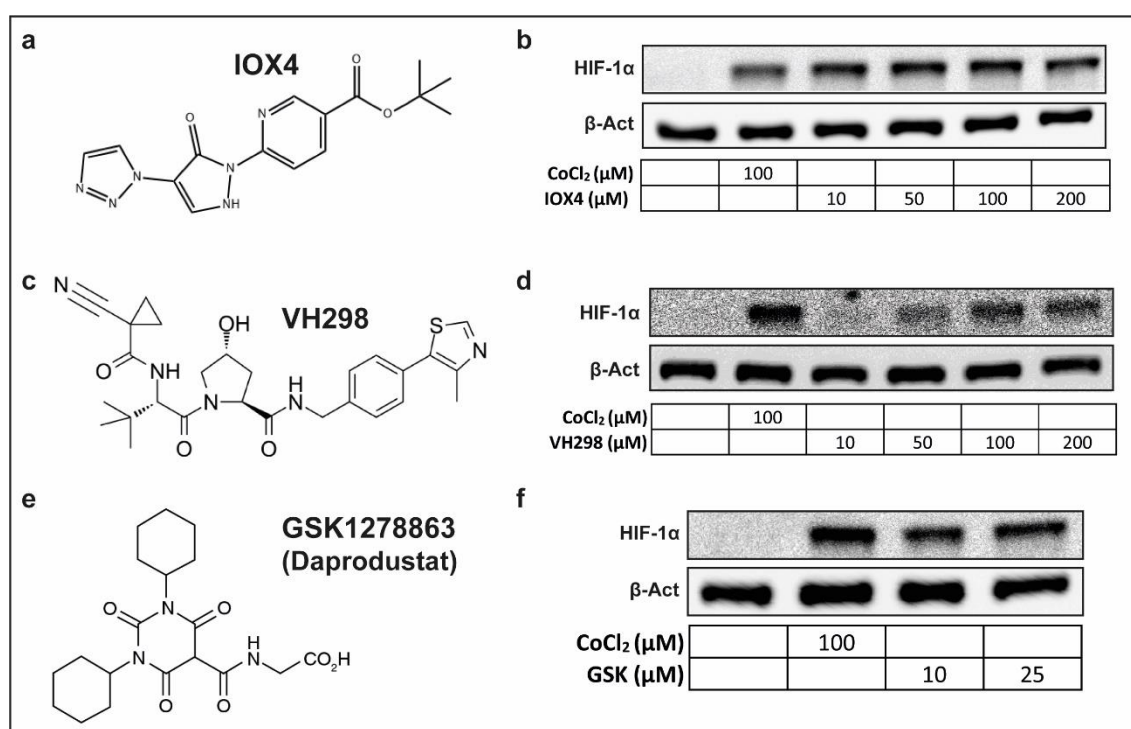 a
IOX4
O
O
O
N
N
N
N
N
NH
b
HIF-1α
β-Act
CoCl₂ (µM) 100
IOX4 (µM) 10 50 100 200
c
VH298
N
OH
O
NH
N
O
O
H
N
S
N
d
HIF-1α
β-Act
CoCl₂ (µM) 100
VH298 (µM) 10 50 100 200
e
GSK1278863
(Daprodustat)
O
N
O
N
O
O
H
N
CO₂H
f
HIF-1α
β-Act
CoCl₂ (µM) 100
GSK (µM) 10 25